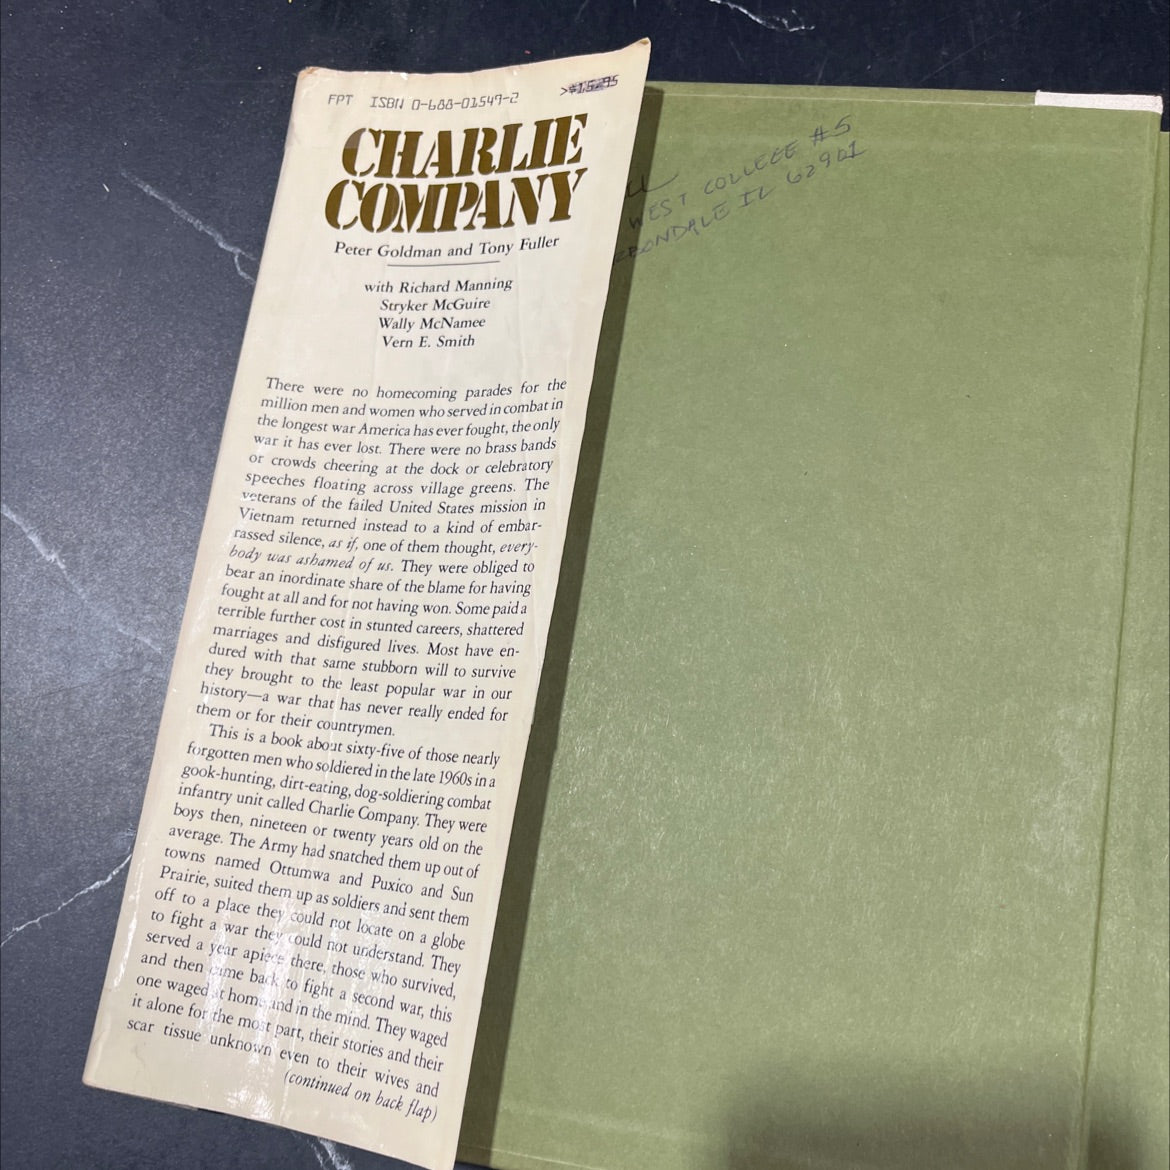 FPT ISBN 0-688-01549-2 >$15.95
CHARLIE
COMPANY
Peter Goldman and Tony Fuller
with Richard Manning
Stryker McGuire
Wally McNamee
Vern E. Smith
There were no homecoming parades for the
million men and women who served in combat in
the longest war America has ever fought, the only
war it has ever lost. There were no brass bands
or crowds cheering at the dock or celebratory
speeches floating across village greens. The
veterans of the failed United States mission in
Vietnam returned instead to a kind of embar-
rassed silence, as if, one of them thought, every-
body was ashamed of us. They were obliged to
bear an inordinate share of the blame for having
fought at all and for not having won. Some paid a
terrible further cost in stunted careers, shattered
marriages and disfigured lives. Most have en-
dured with that same stubborn will to survive
they brought to the least popular war in our
history—a war that has never really ended for
them or for their countrymen.
This is a book about sixty-five of those nearly
forgotten men who soldiered in the late 1960s in a
gook-hunting, dirt-eating, dog-soldiering combat
infantry unit called Charlie Company. They were
boys then, nineteen or twenty years old on the
average. The Army had snatched them up out of
towns named Ottumwa and Puxico and Sun
Prairie, suited them up as soldiers and sent them
off to a place they could not locate on a globe
to fight a war they could not understand. They
served a year apiece there, those who survived,
and then came back to fight a second war, this
one waged at home and in the mind. They waged
it alone for the most part, their stories and their
scar tissue unknown even to their wives and
(continued on back flap)
WEST COLLEGE #5
BONDALE IL 62901